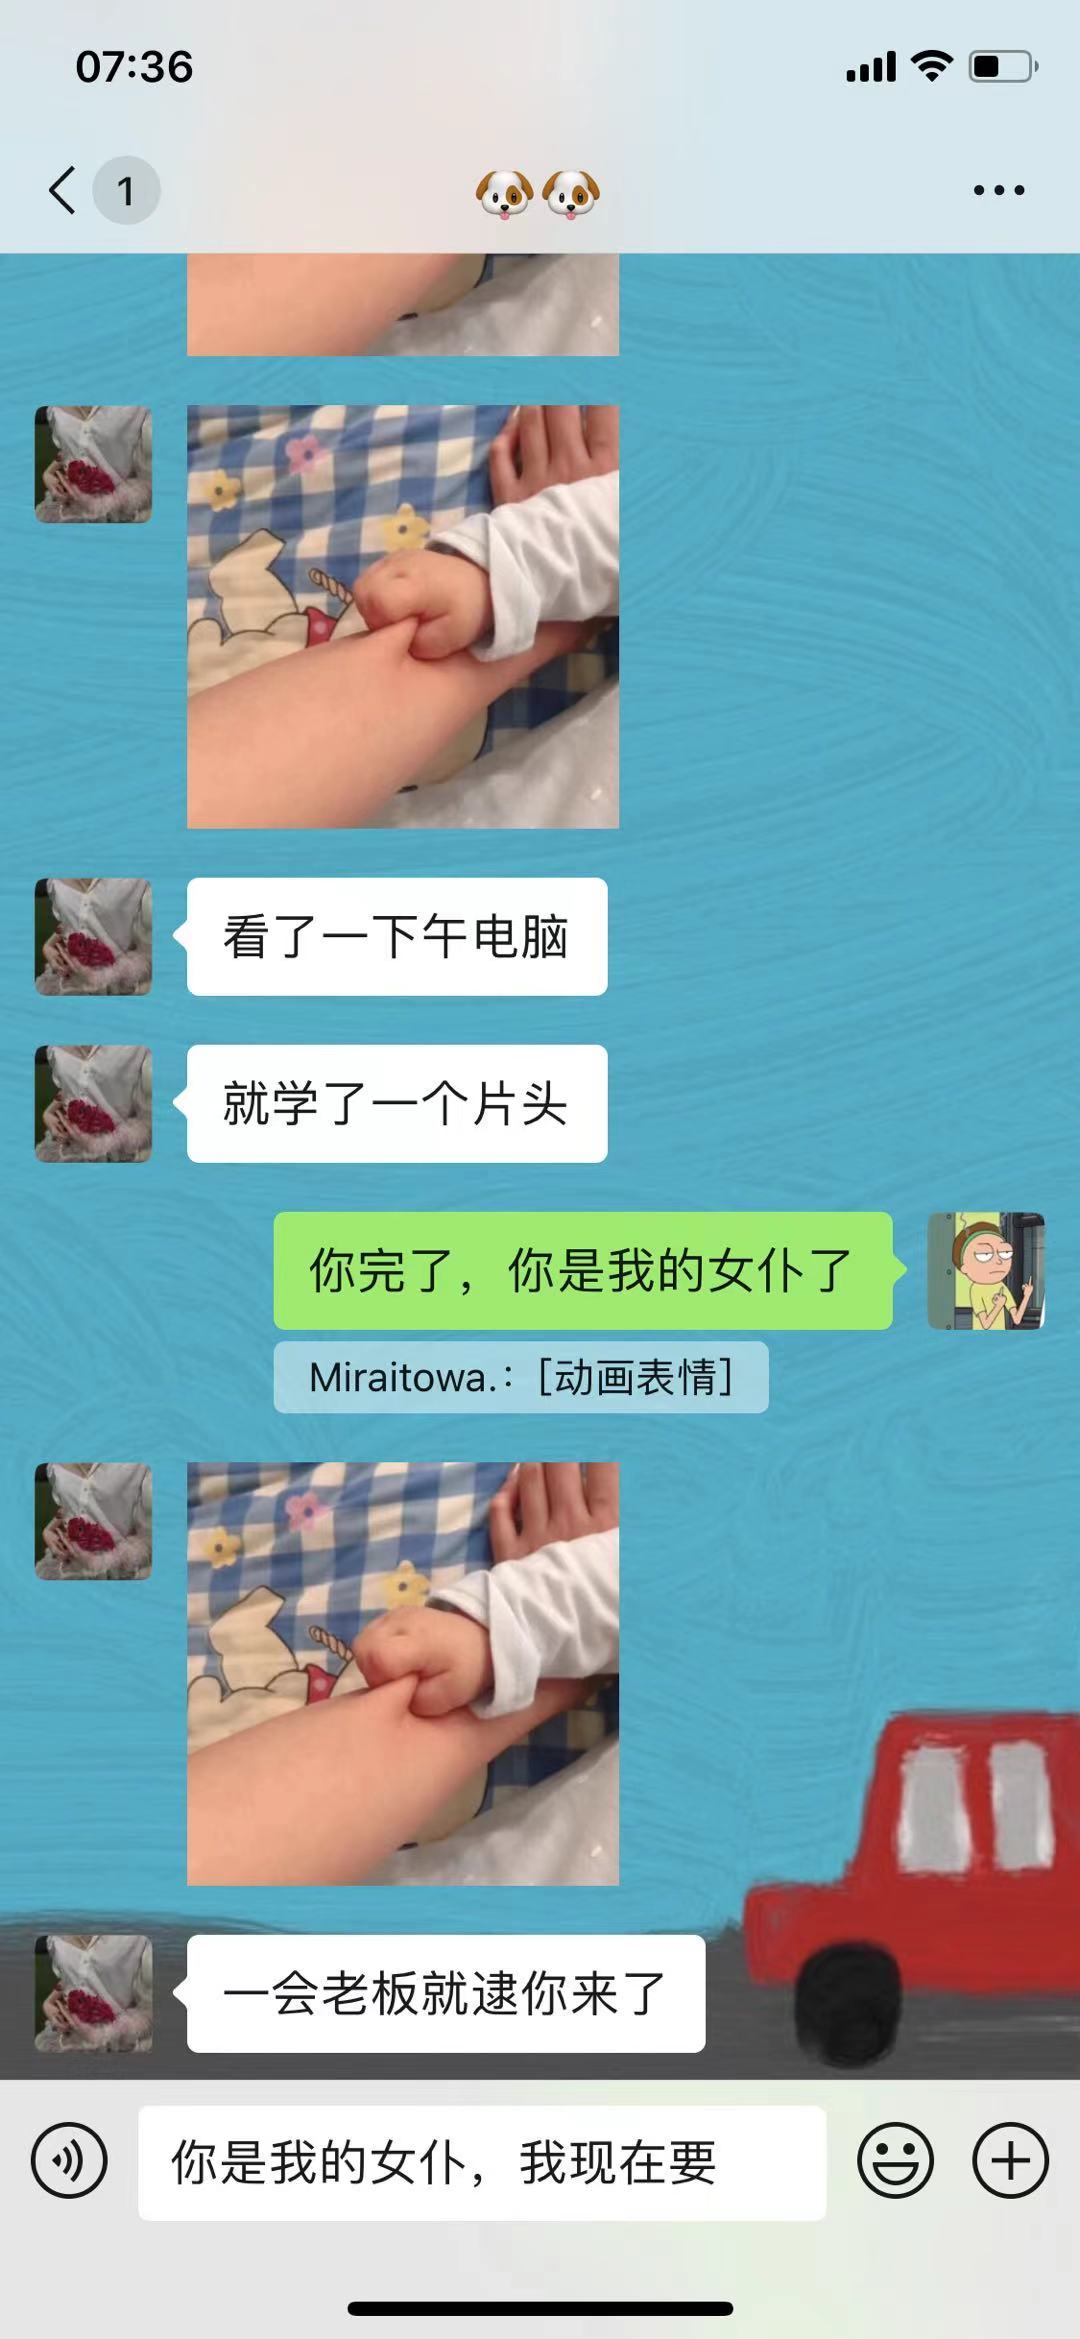 07:36
1
🐶🐶
看了一下午电脑
就学了一个片头
你完了，你是我的女仆了
Miraitowa.：[动画表情]
一会老板就逮你来了
你是我的女仆，我现在要